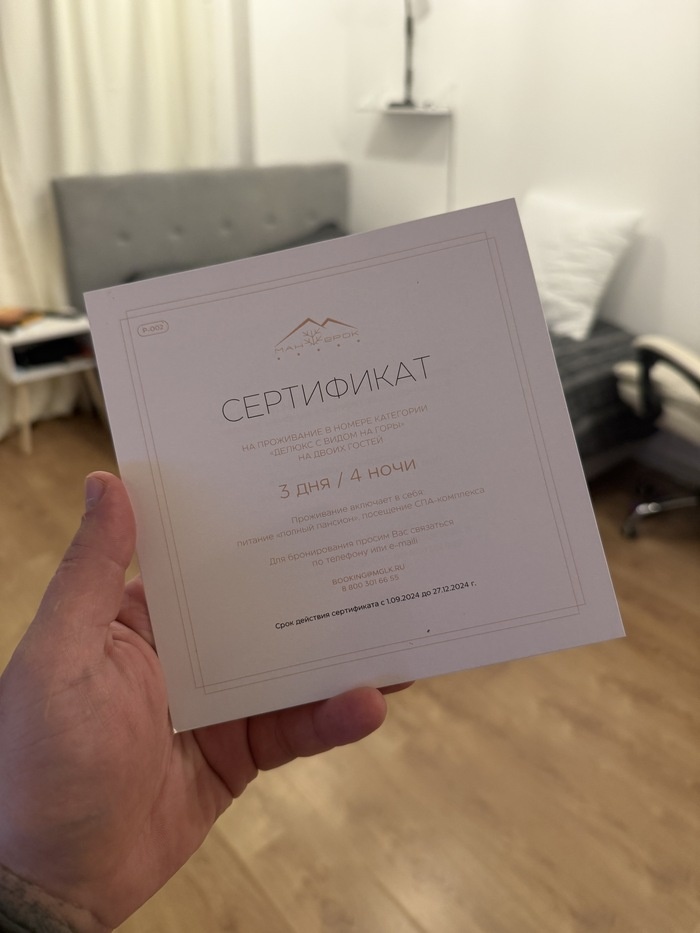 P-002
МАНЖЕРОК
СЕРТИФИКАТ
НА ПРОЖИВАНИЕ В НОМЕРЕ КАТЕГОРИИ
«ДЕЛЮКС С ВИДОМ НА ГОРЫ»
НА ДВОИХ ГОСТЕЙ
3 ДНЯ / 4 НОЧИ
Проживание включает в себя:
питание «полный пансион», посещение СПА-комплекса
Для бронирования просим Вас связаться
по телефону или e-mail:
BOOKING@MGLK.RU
8 800 301 66 55
Срок действия сертификата с 1.09.2024 до 27.12.2024 г.